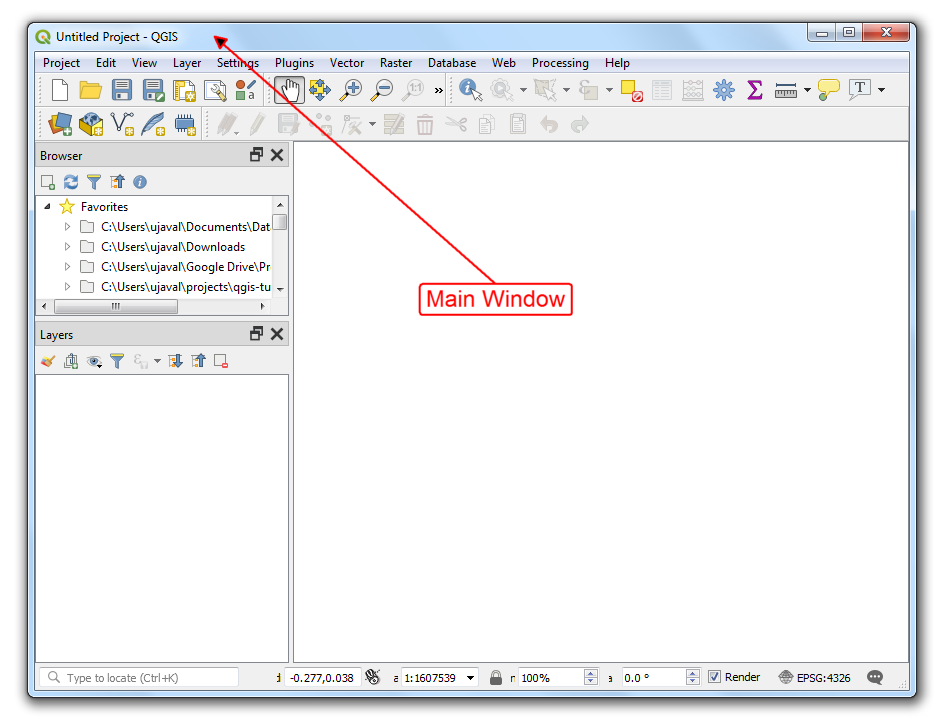 Untitled Project - QGIS
Project Edit View Layer Settings Plugins Vector Raster Database Web Processing Help
1:1
»
a
T
Browser
Favorites
C:\Users\ujaval\Documents\Dat
C:\Users\ujaval\Downloads
C:\Users\ujaval\Google Drive\Pr
C:\Users\ujaval\projects\qgis-tu
Main Window
Layers
Type to locate (Ctrl+K) -0.277,0.038 a 1:1607539 100% 0.0 ° Render EPSG:4326